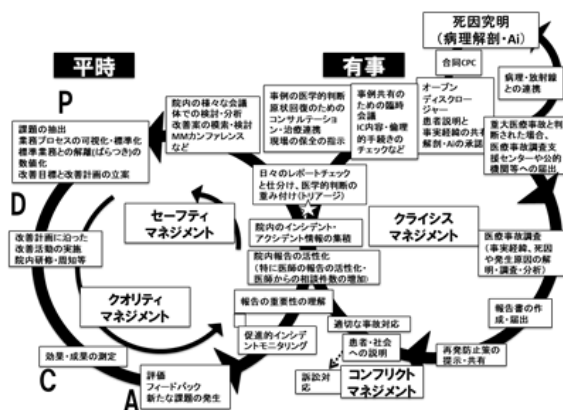 平時
有事
死因究明
(病理解剖・Ai)
合同CPC
病理・放射線
との連携
P
課題の抽出
業務プロセスの可視化・標準化
標準業務との解離(ばらつき)の
数値化
改善目標と改善計画の立案
院内の様々な会議
体での検討・分析
改善案の模索・検討
MMカンファレンス
など
事例の医学的判断
原状回復のための
コンサルテーショ
ン・治療連携
現場の保全の指示
事例共有の
ための臨時会
議
IC内容・倫理
的手続きの
チェックなど
オープン
ディスクロー
ジャー
患者説明と
事実経緯の共有
解剖・Aiの承諾
重大医療事故と判
断された場合、
医療事故調査支
援センターや公的
機関等への届出
日々のレポートチェック
と仕分け、医学的判断の
重み付け(トリアージ)
D
改善計画に沿った
改善活動の実施
院内研修・周知等
セーフティ
マネジメント
院内のインシデント・
アクシデント情報の集積
クライシス
マネジメント
医療事故調査
(事実経緯、死因
や発生原因の解
明・調査・分析)
院内報告の活性化
(特に医師の報告の活性化・
医師からの相談件数の増加)
クオリティ
マネジメント
報告の重要性の理解
報告書の作
成・届出
適切な事故対応
促進的インシデ
ントモニタリング
患者・社会
への説明
再発防止策の
提示・共有
効果・成果の測定
C
A
評価
フィードバック
新たな課題の発生
訴訟対
応
コンフリクト
マネジメント